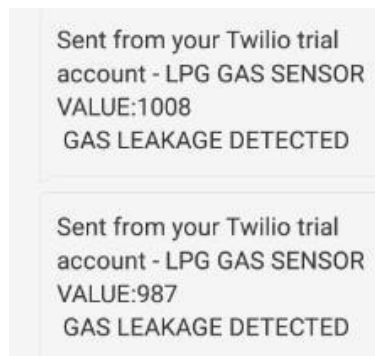 Sent from your Twilio trial
account - LPG GAS SENSOR
VALUE:1008
GAS LEAKAGE DETECTED
Sent from your Twilio trial
account - LPG GAS SENSOR
VALUE:987
GAS LEAKAGE DETECTED